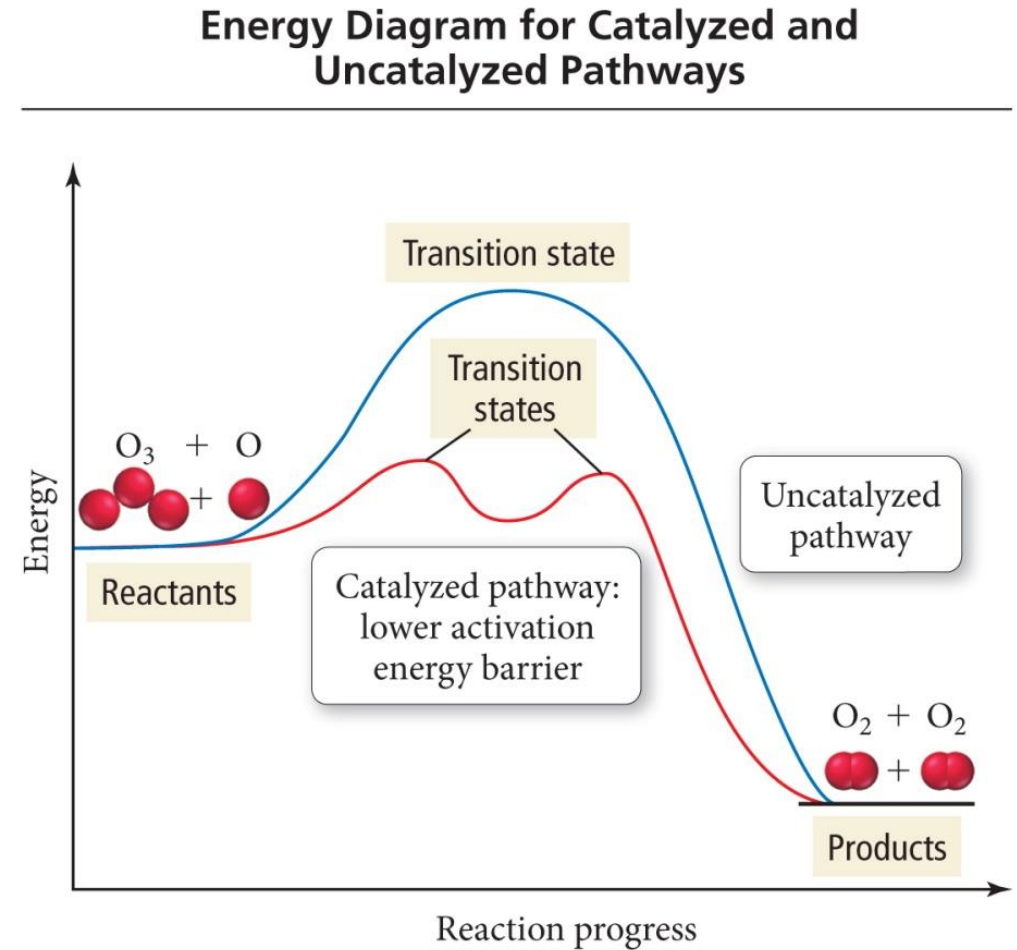 Energy Diagram for Catalyzed and
Uncatalyzed Pathways
Transition state
Transition
states
O₃ + O
+
Reactants
Energy
Catalyzed pathway:
lower activation
energy barrier
Uncatalyzed
pathway
O₂ + O₂
+
Products
Reaction progress